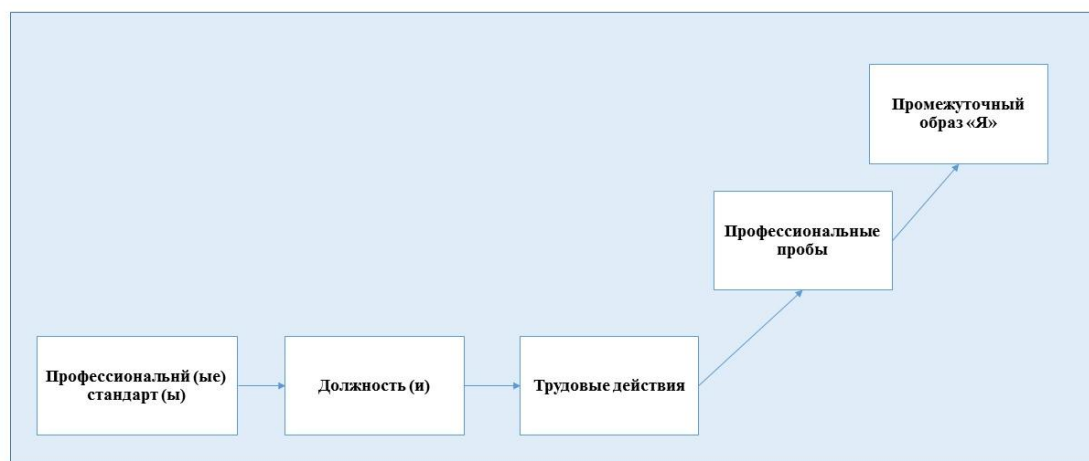 Промежуточный
образ «Я»
Профессиональные
пробы
Профессиональнй (ые)
стандарт (ы)
Должность (и)
Трудовые действия